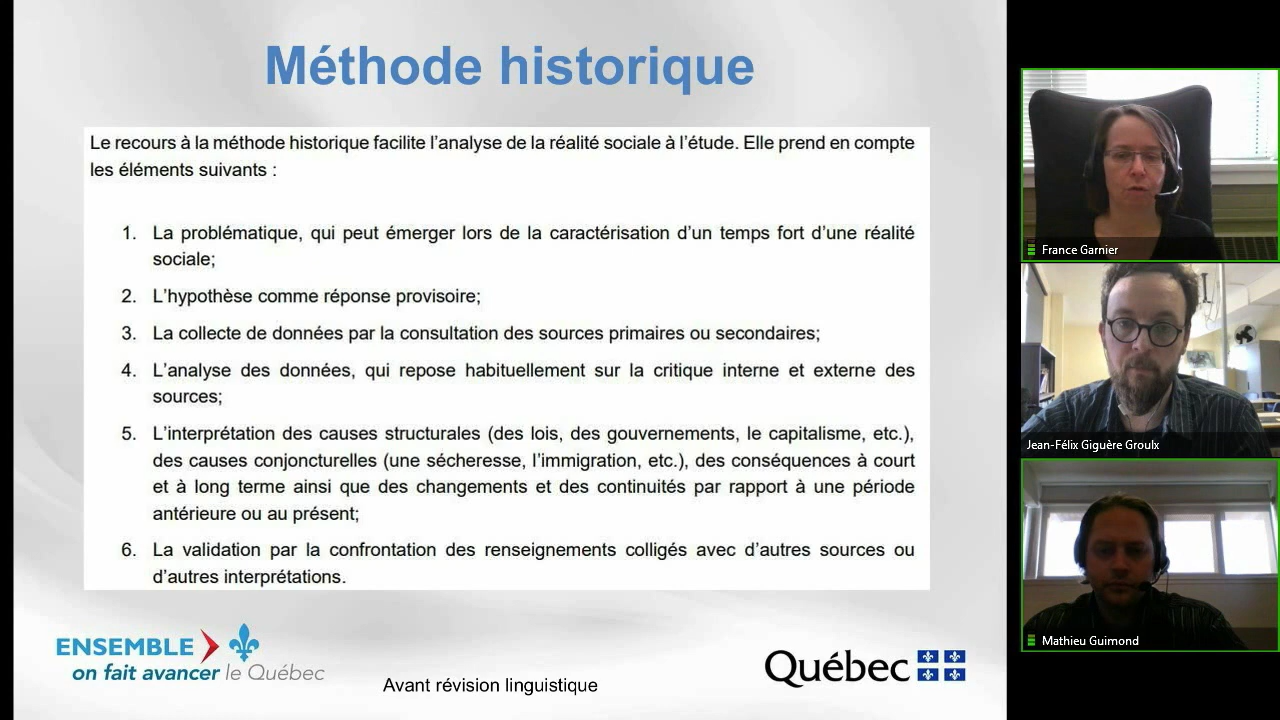 Méthode historique
Le recours à la méthode historique facilite l’analyse de la réalité sociale à l’étude. Elle prend en compte
les éléments suivants :
1. La problématique, qui peut émerger lors de la caractérisation d’un temps fort d’une réalité
sociale;
2. L’hypothèse comme réponse provisoire;
3. La collecte de données par la consultation des sources primaires ou secondaires;
4. L’analyse des données, qui repose habituellement sur la critique interne et externe des
sources;
5. L’interprétation des causes structurales (des lois, des gouvernements, le capitalisme, etc.),
des causes conjoncturelles (une sécheresse, l’immigration, etc.), des conséquences à court
et à long terme ainsi que des changements et des continuités par rapport à une période
antérieure ou au présent;
6. La validation par la confrontation des renseignements colligés avec d’autres sources ou
d’autres interprétations.
ENSEMBLE
on fait avancer le Québec
Avant révision linguistique
Québec
France Garnier
Jean-Félix Giguère Groulx
Mathieu Guimond